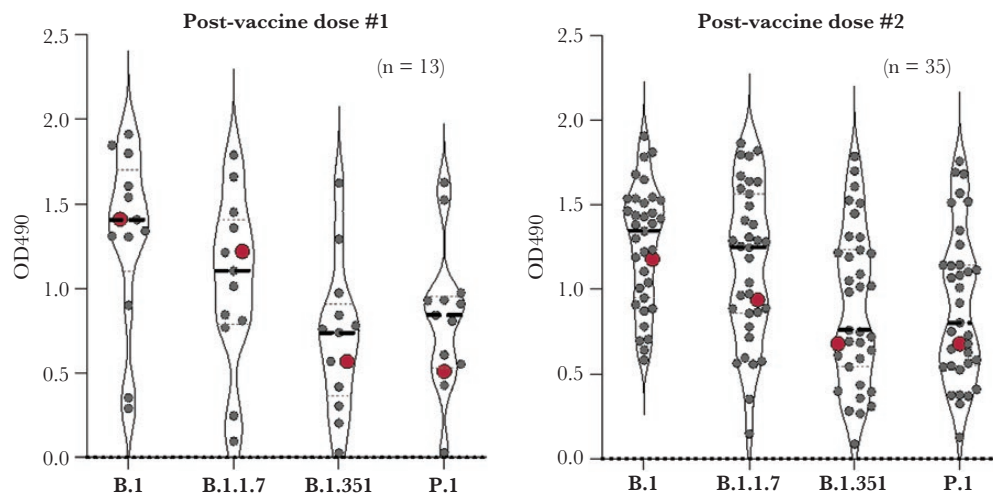 Post-vaccine dose #1
(n = 13)
OD490
2.5
2.0
1.5
1.0
0.5
0.0
B.1
B.1.1.7
B.1.351
P.1
Post-vaccine dose #2
(n = 35)
OD490
2.5
2.0
1.5
1.0
0.5
0.0
B.1
B.1.1.7
B.1.351
P.1